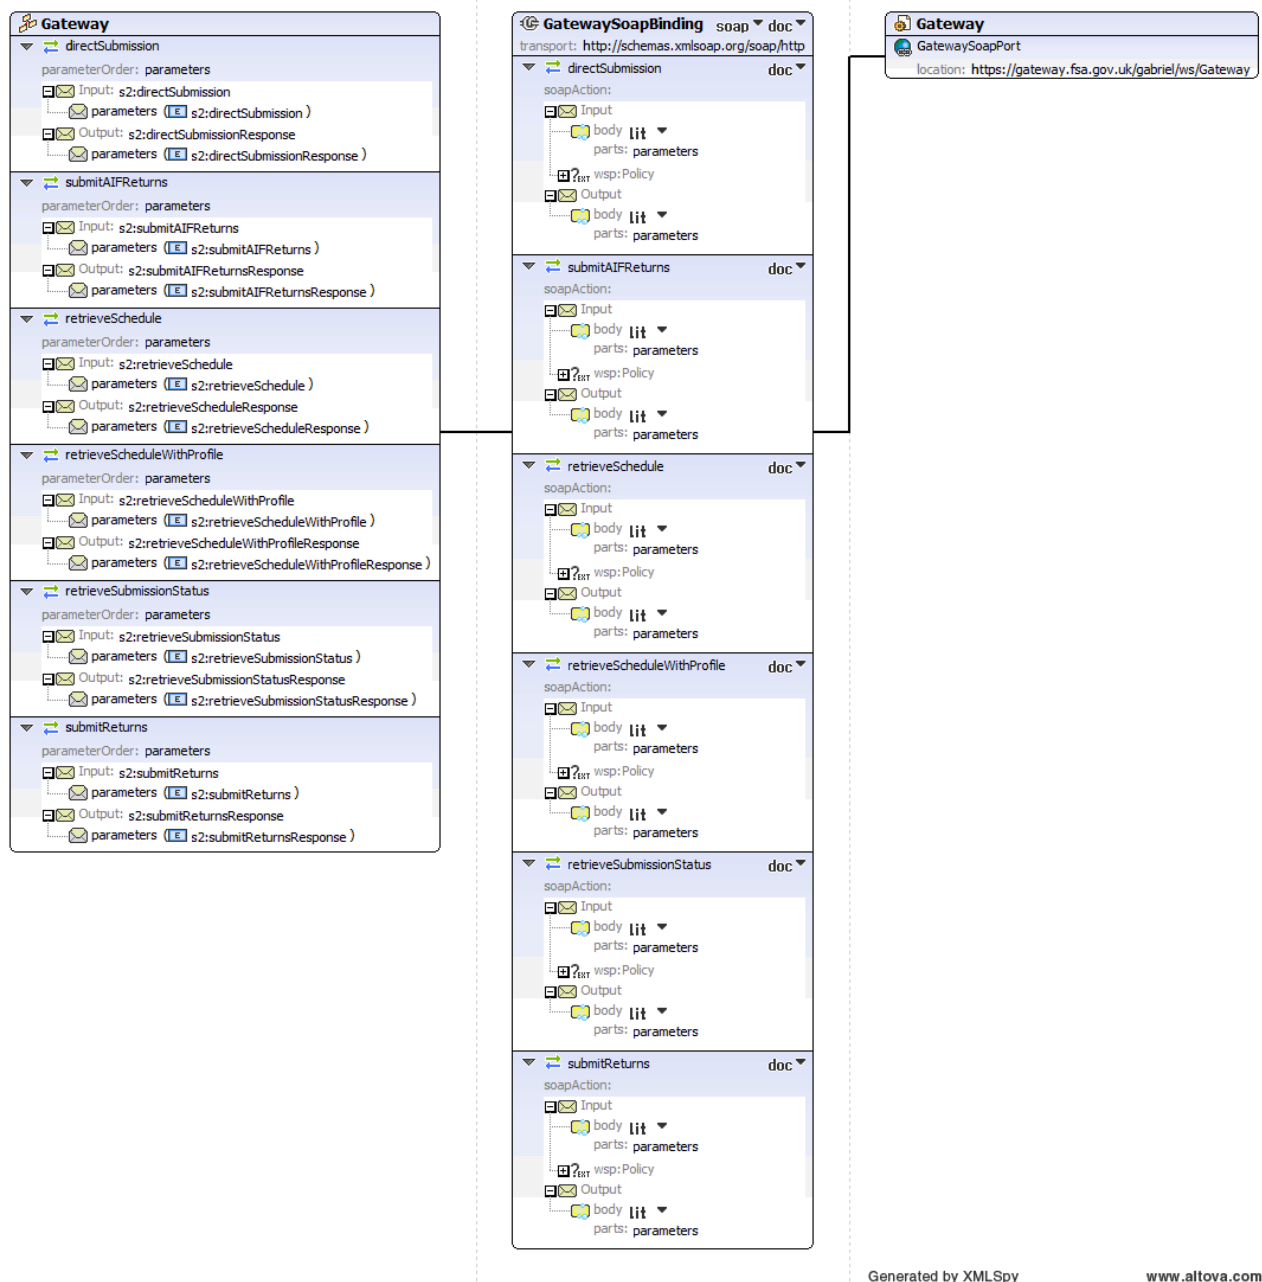 Gateway
directSubmission
parameterOrder: parameters
Input: s2:directSubmission
parameters (E s2:directSubmission )
Output: s2:directSubmissionResponse
parameters (E s2:directSubmissionResponse )
submitAIFReturns
parameterOrder: parameters
Input: s2:submitAIFReturns
parameters (E s2:submitAIFReturns )
Output: s2:submitAIFReturnsResponse
parameters (E s2:submitAIFReturnsResponse )
retrieveSchedule
parameterOrder: parameters
Input: s2:retrieveSchedule
parameters (E s2:retrieveSchedule )
Output: s2:retrieveScheduleResponse
parameters (E s2:retrieveScheduleResponse )
retrieveScheduleWithProfile
parameterOrder: parameters
Input: s2:retrieveScheduleWithProfile
parameters (E s2:retrieveScheduleWithProfile )
Output: s2:retrieveScheduleWithProfileResponse
parameters (E s2:retrieveScheduleWithProfileResponse )
retrieveSubmissionStatus
parameterOrder: parameters
Input: s2:retrieveSubmissionStatus
parameters (E s2:retrieveSubmissionStatus )
Output: s2:retrieveSubmissionStatusResponse
parameters (E s2:retrieveSubmissionStatusResponse )
submitReturns
parameterOrder: parameters
Input: s2:submitReturns
parameters (E s2:submitReturns )
Output: s2:submitReturnsResponse
parameters (E s2:submitReturnsResponse )
GatewaySoapBinding soap doc
transport: http://schemas.xmlsoap.org/soap/http
directSubmission doc
soapAction:
Input
body lit
parts: parameters
?EXT wsp:Policy
Output
body lit
parts: parameters
submitAIFReturns doc
soapAction:
Input
body lit
parts: parameters
?EXT wsp:Policy
Output
body lit
parts: parameters
retrieveSchedule doc
soapAction:
Input
body lit
parts: parameters
?EXT wsp:Policy
Output
body lit
parts: parameters
retrieveScheduleWithProfile doc
soapAction:
Input
body lit
parts: parameters
?EXT wsp:Policy
Output
body lit
parts: parameters
retrieveSubmissionStatus doc
soapAction:
Input
body lit
parts: parameters
?EXT wsp:Policy
Output
body lit
parts: parameters
submitReturns doc
soapAction:
Input
body lit
parts: parameters
?EXT wsp:Policy
Output
body lit
parts: parameters
Gateway
GatewaySoapPort
location: https://gateway.fsa.gov.uk/gabriel/ws/Gateway
Generated by XMLSpy www.altova.com